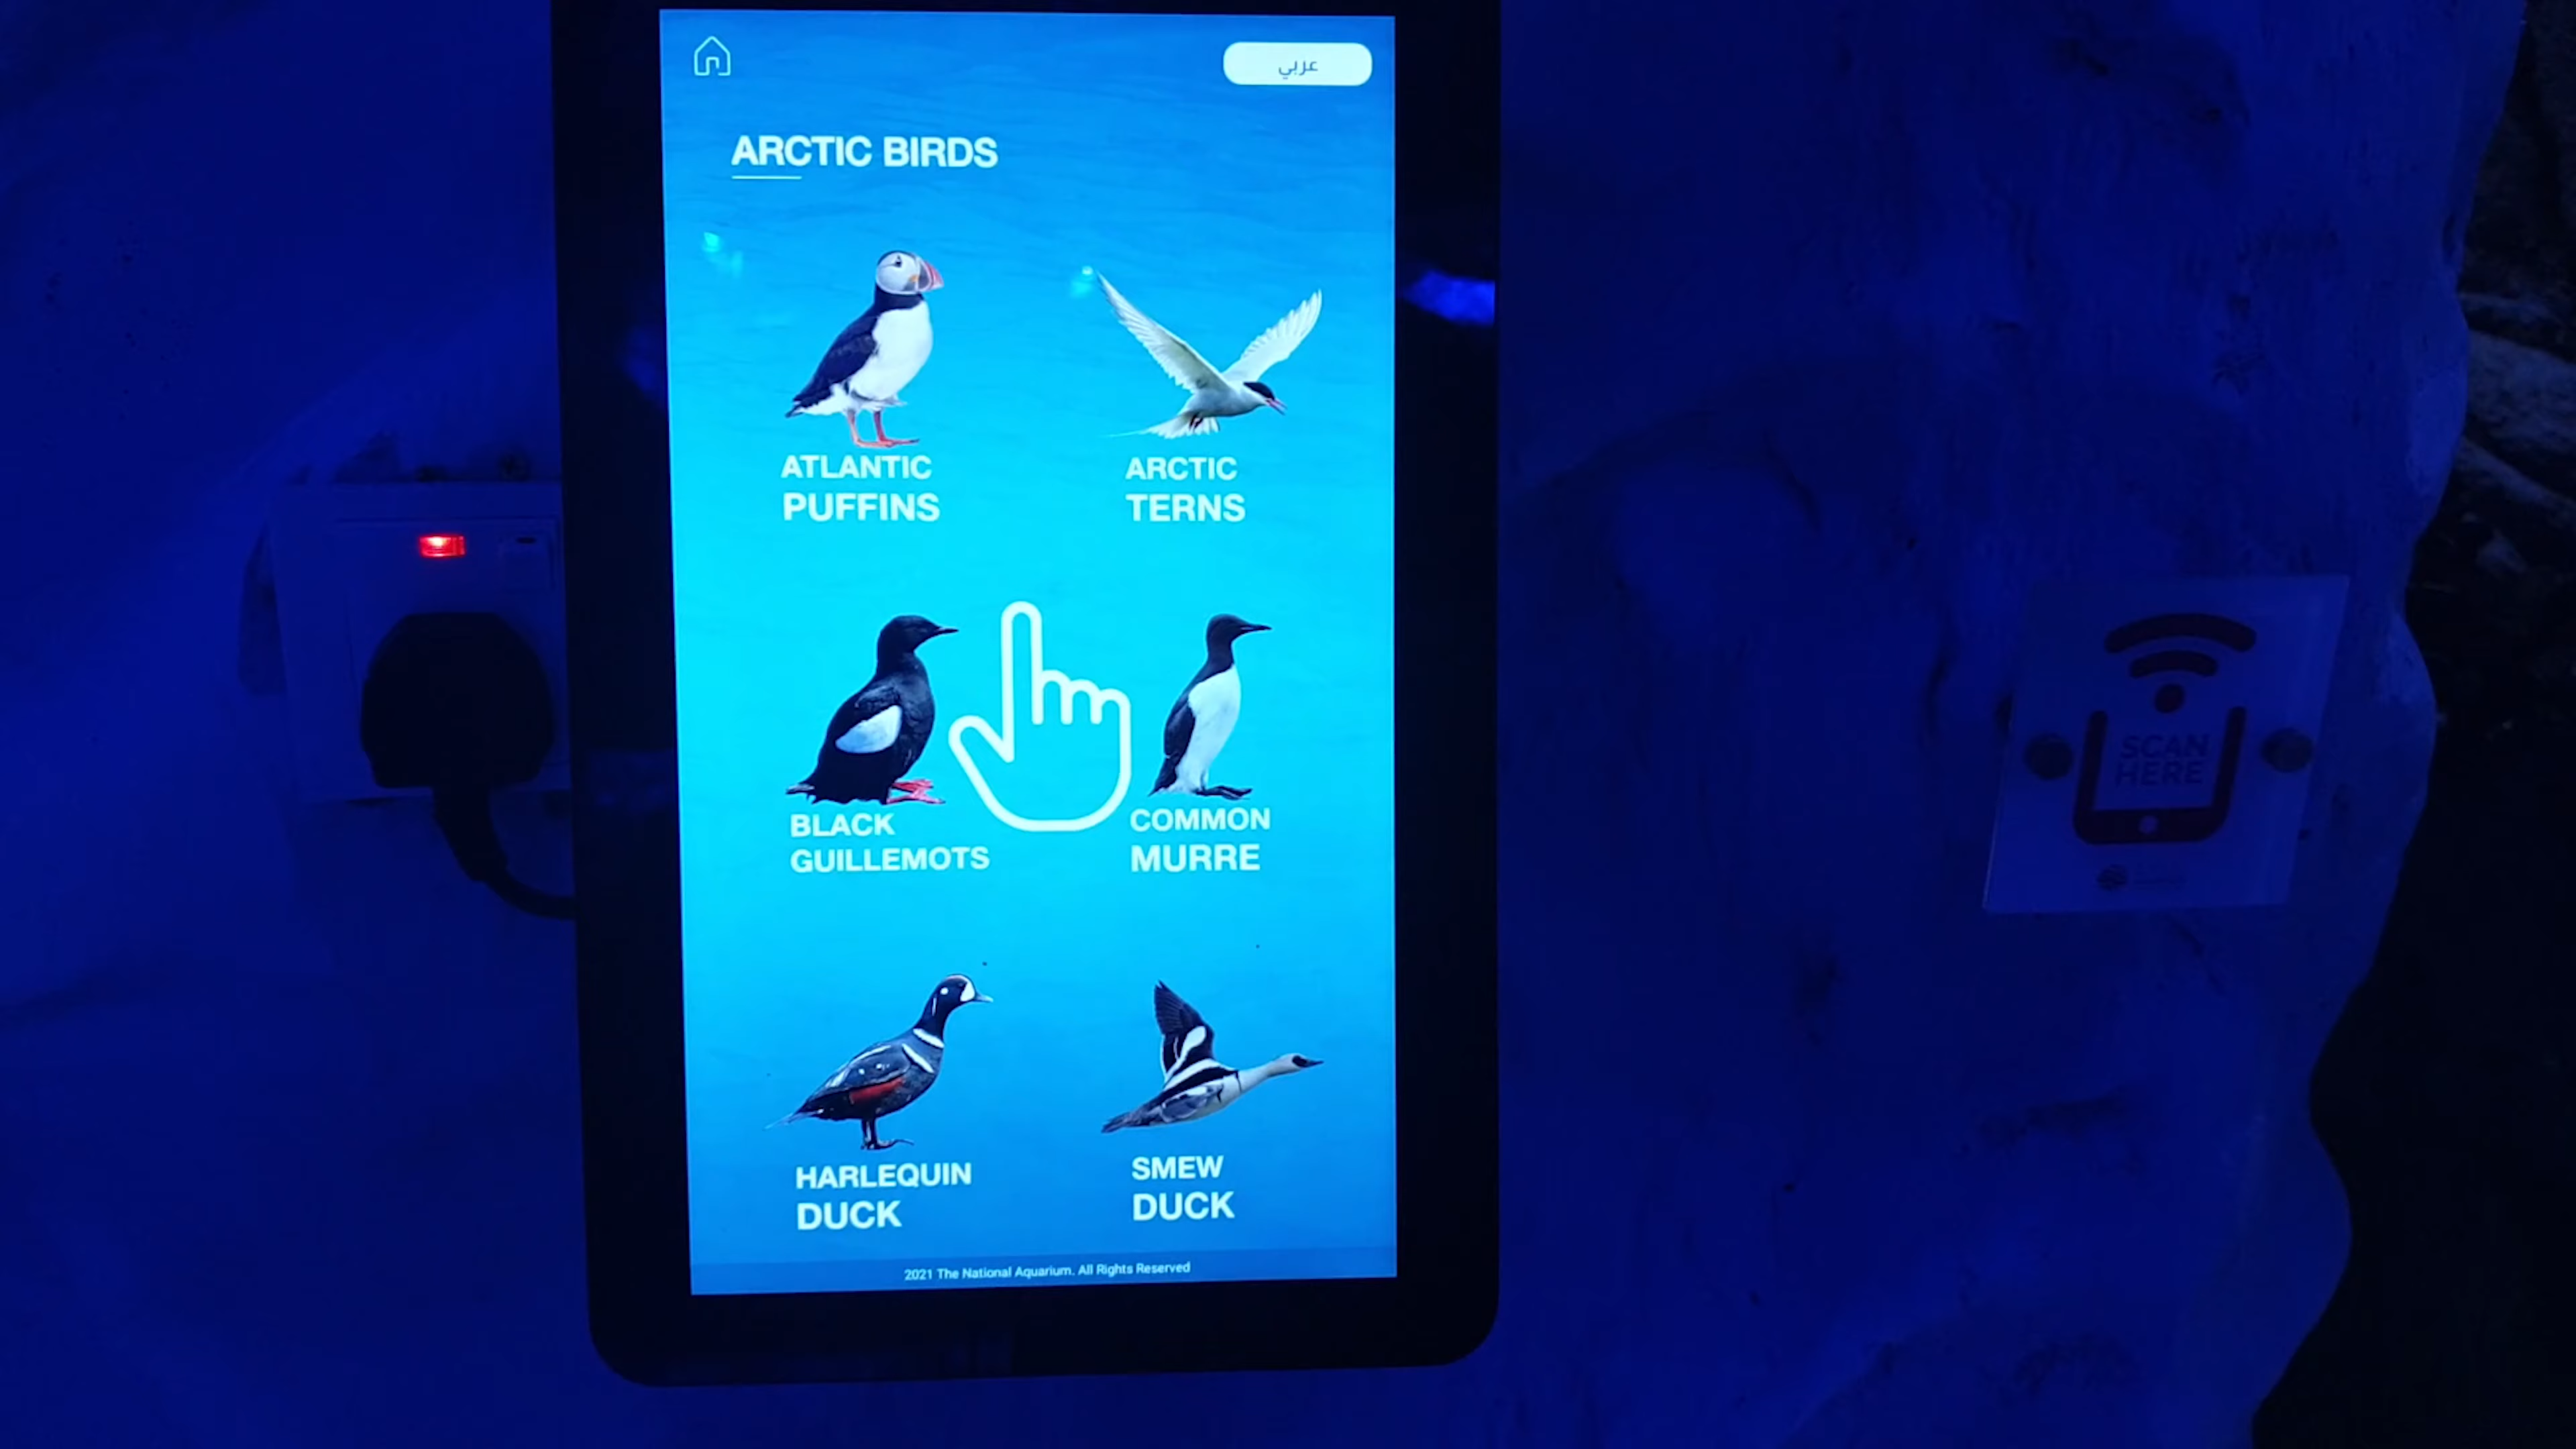 عربي
ARCTIC BIRDS
ATLANTIC
PUFFINS
ARCTIC
TERNS
BLACK
GUILLEMOTS
COMMON
MURRE
HARLEQUIN
DUCK
SMEW
DUCK
2021 The National Aquarium. All Rights Reserved
SCAN
HERE